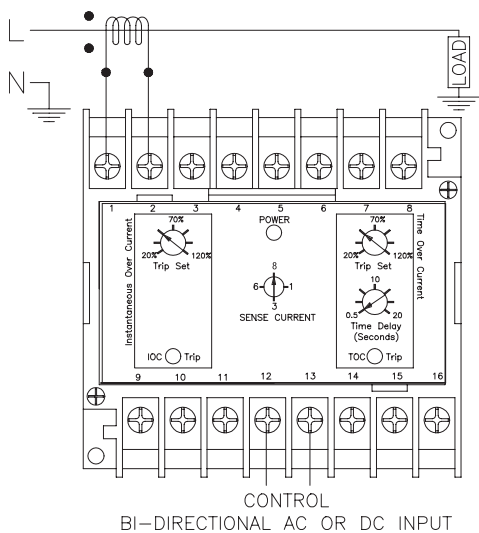 L
LOAD
N
1 2 3 4 5 6 7 8
Instantaneous Over Current
70%
20% 120%
Trip Set
IOC Trip
POWER
8
6 1
3
SENSE CURRENT
70%
20% 120%
Trip Set
10
0.5 20
Time Delay
(Seconds)
TOC Trip
Time Over Current
9 10 11 12 13 14 15 16
CONTROL
BI-DIRECTIONAL AC OR DC INPUT